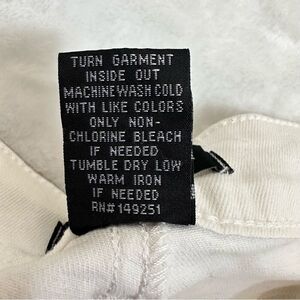 TURN GARMENT
INSIDE OUT
MACHINE WASH COLD
WITH LIKE COLORS
ONLY NON-
CHLORINE BLEACH
IF NEEDED
TUMBLE DRY LOW
WARM IRON
IF NEEDED
RN#149251